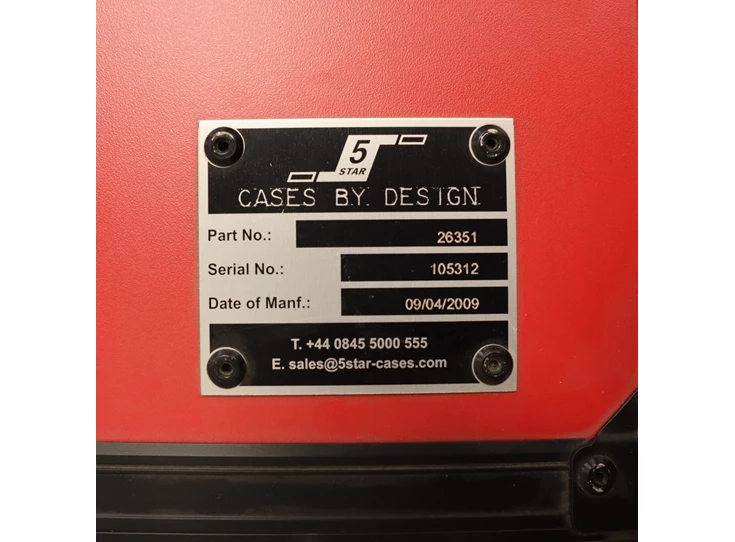 5
STAR
CASES BY DESIGN
Part No.: 26351
Serial No.: 105312
Date of Manf.: 09/04/2009
T. +44 0845 5000 555
E. sales@5star-cases.com